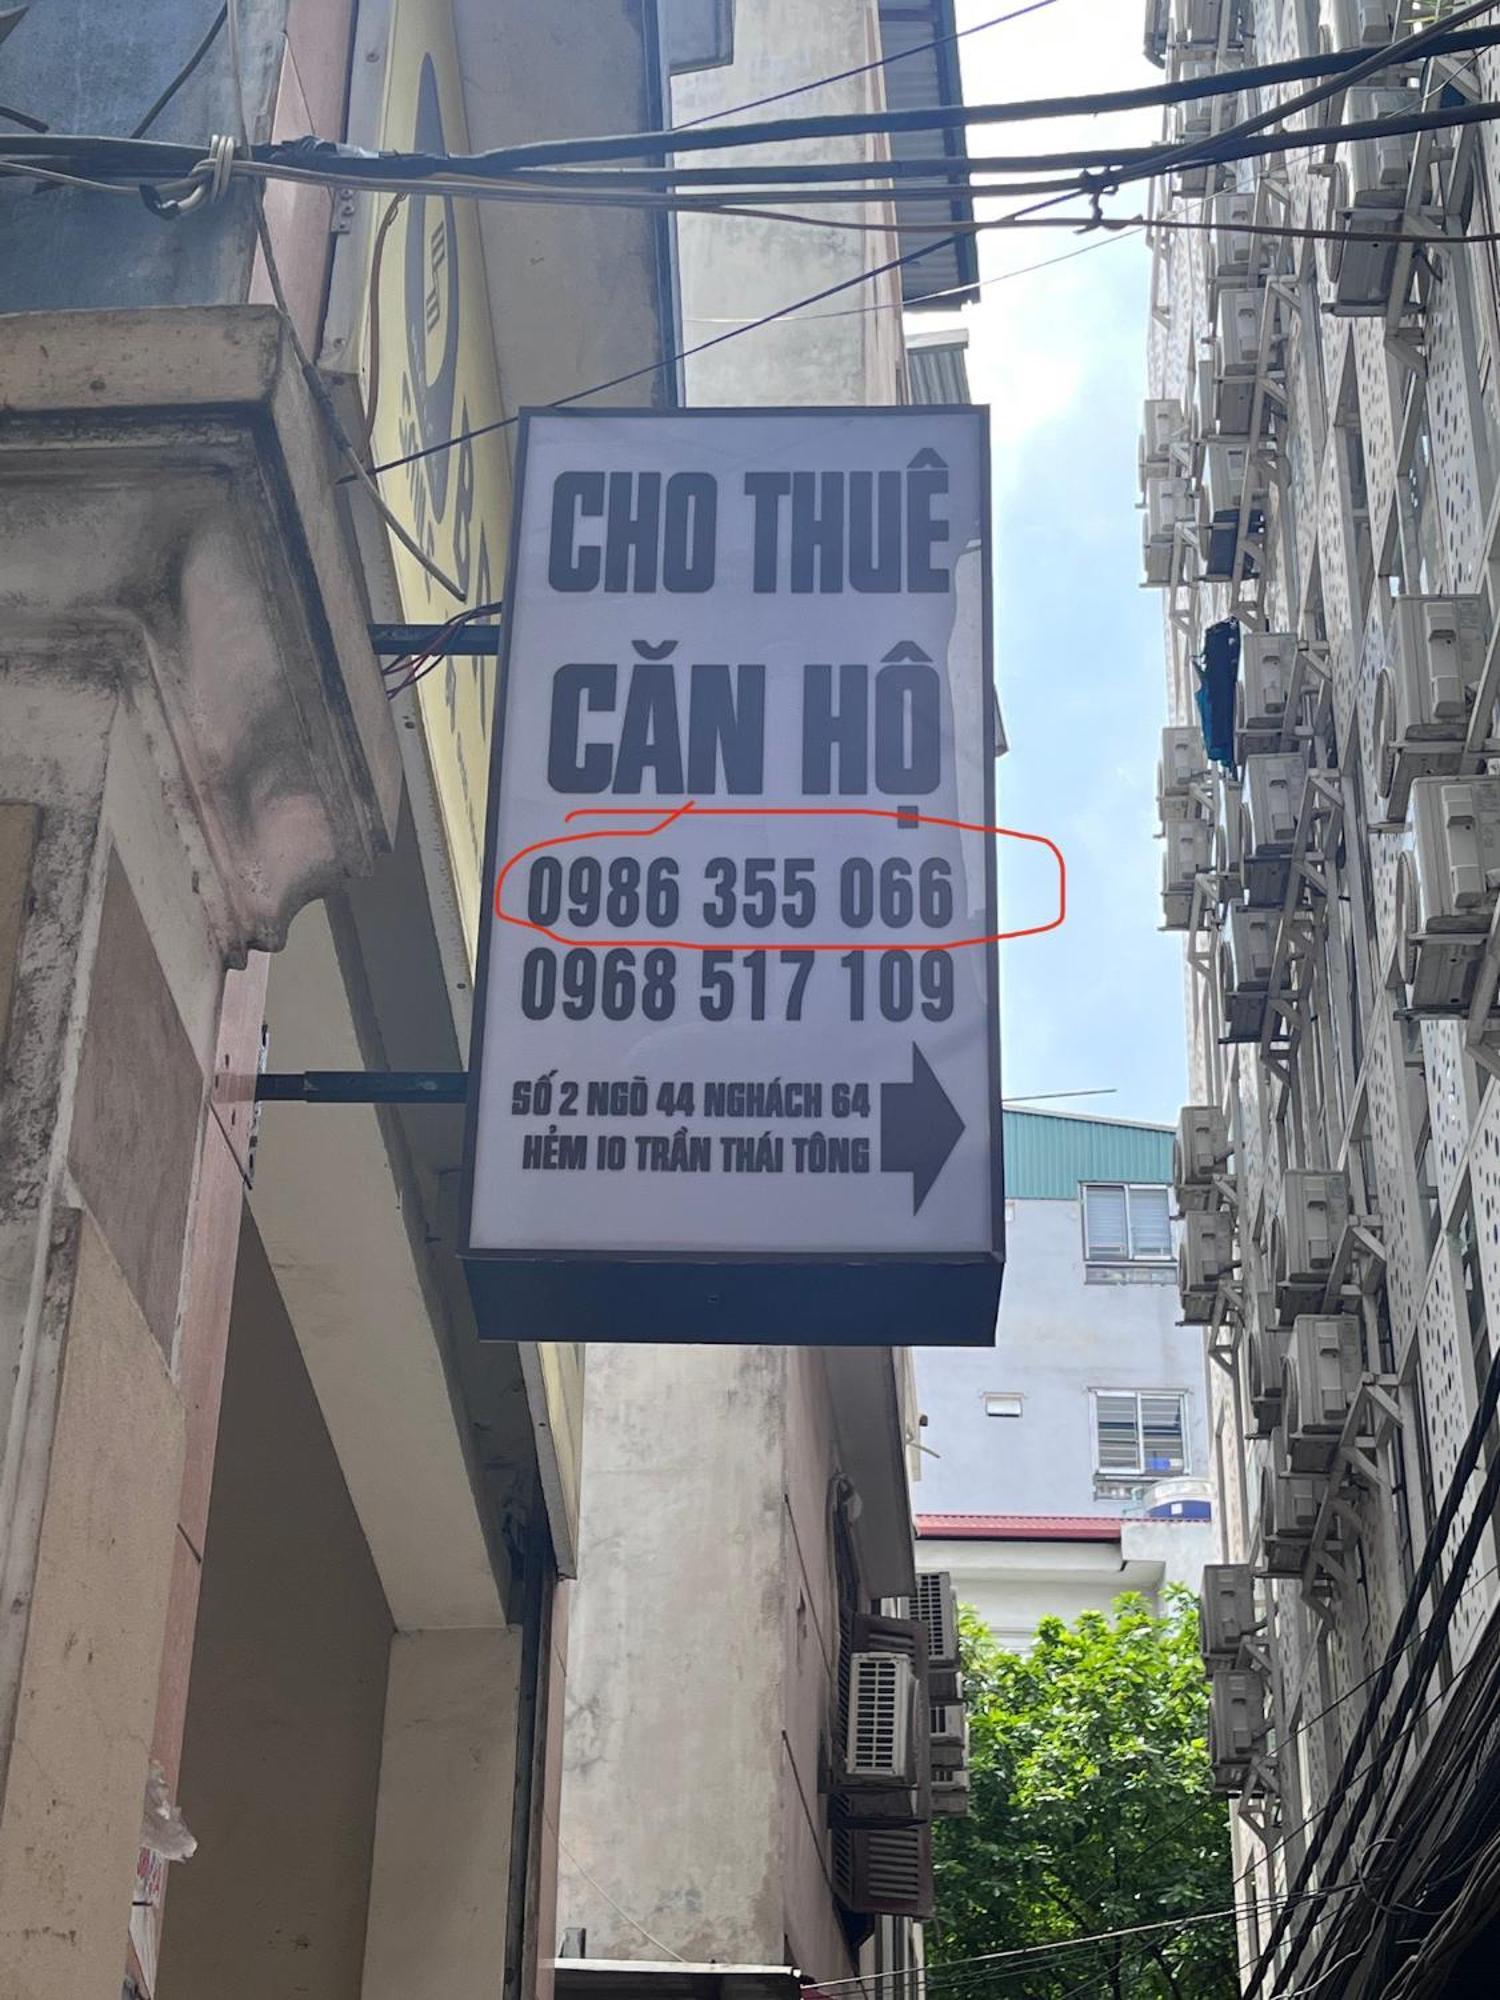 CHO THUÊ
CĂN HỘ
0986 355 066
0968 517 109
SỐ 2 NGÕ 44 NGHÁCH 64
HẺM 10 TRẦN THÁI TÔNG